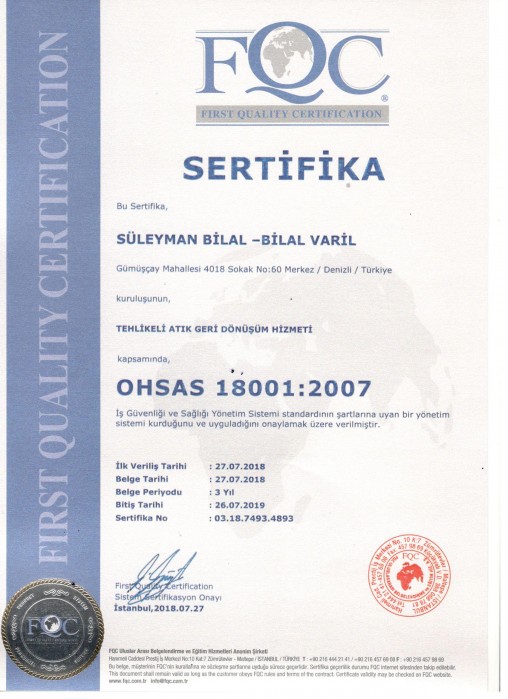 FIRST QUALITY CERTIFICATION
FQC
®
FIRST QUALITY CERTIFICATION
SERTİFİKA
Bu Sertifika,
SÜLEYMAN BİLAL –BİLAL VARİL
Gümüşçay Mahallesi 4018 Sokak No:60 Merkez / Denizli / Türkiye
kuruluşunun,
TEHLİKELİ ATIK GERİ DÖNÜŞÜM HİZMETİ
kapsamında,
OHSAS 18001:2007
İş Güvenliği ve Sağlığı Yönetim Sistemi standardının şartlarına uyan bir yönetim
sistemi kurduğunu ve uyguladığını onaylamak üzere verilmiştir.
İlk Veriliş Tarihi : 27.07.2018
Belge Tarihi : 27.07.2018
Belge Periyodu : 3 Yıl
Bitiş Tarihi : 26.07.2019
Sertifika No : 03.18.7493.4893
First Quality Certification
Sistem Sertifikasyon Onayı
İstanbul,2018.07.27
FQC
FQC
FQC Uluslar Arası Belgelendirme ve Eğitim Hizmetleri Anonim Şirketi
Halaskargazi
This document shall remain valid as long as the customer obeys FQC rules and terms of the contract. Certificate validity may be checked on FQC website.
www.fqc.com.tr info@fqc.com.tr